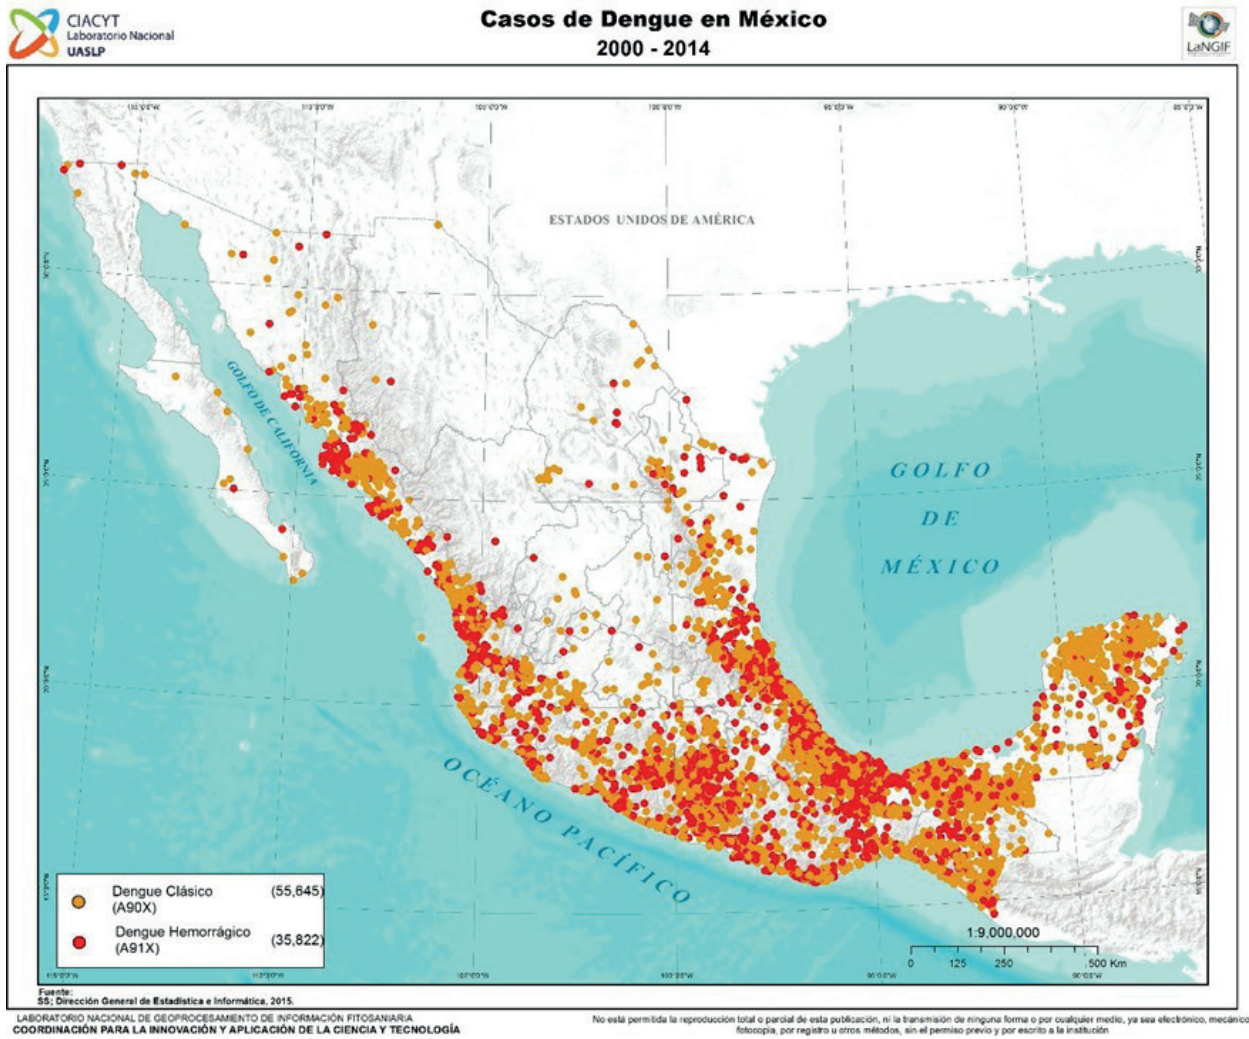 CIACYT
Laboratorio Nacional
UASLP
Casos de Dengue en México
2000 - 2014
LaNGIF
ESTADOS UNIDOS DE AMÉRICA
GOLFO DE CALIFORNIA
GOLFO
DE
MÉXICO
OCÉANO PACÍFICO
Dengue Clásico (55,645)
(A90X)
Dengue Hemorrágico (35,822)
(A91X)
1:9,000,000
0 125 250 500 Km
Fuente:
SS; Dirección General de Estadística e Informática, 2015.
LABORATORIO NACIONAL DE GEOPROCESAMIENTO DE INFORMACIÓN FITOSANIARIA
COORDINACIÓN PARA LA INNOVACIÓN Y APLICACIÓN DE LA CIENCIA Y TECNOLOGÍA
No está permitida la reproducción total o parcial de esta publicación, ni la transmisión de ninguna forma o por cualquier medio, ya sea electrónico, mecánico,
fotocopia, por registro u otros métodos, sin el permiso previo y por escrito a la institución